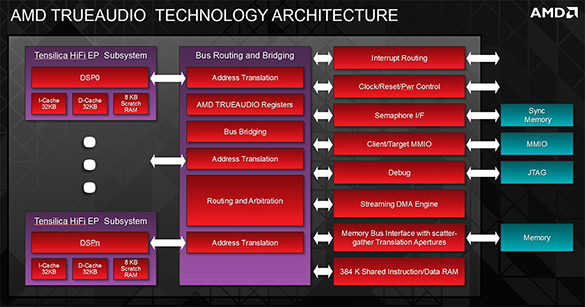 AMD TRUEAUDIO TECHNOLOGY ARCHITECTURE
AMD
Tensilica HiFi EP Subsystem
DSP0
I-Cache
32KB
D-Cache
32KB
8 KB
Scratch
RAM
Tensilica HiFi EP Subsystem
DSPn
I-Cache
32KB
D-Cache
32KB
8 KB
Scratch
RAM
Bus Routing and Bridging
Address Translation
AMD TRUEAUDIO Registers
Bus Bridging
Address Translation
Routing and Arbitration
Address Translation
Interrupt Routing
Clock/Reset/Pwr Control
Semaphore I/F
Client/Target MMIO
Debug
Streaming DMA Engine
Memory Bus Interface with scatter-
gather Translation Apertures
384 K Shared Instruction/Data RAM
Sync
Memory
MMIO
JTAG
Memory